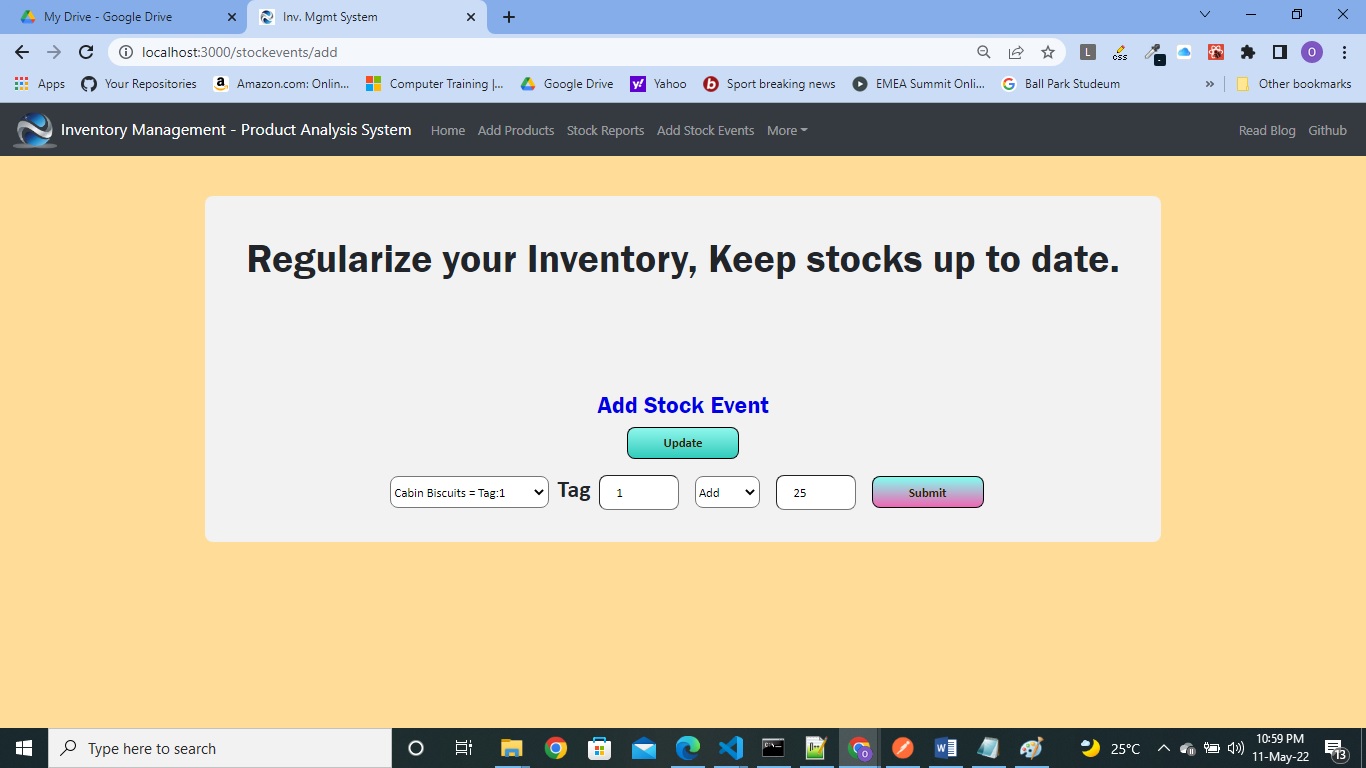 My Drive - Google Drive
Inv. Mgmt System
localhost:3000/stockevents/add
L
css
O
Apps
Your Repositories
Amazon.com: Onlin...
Computer Training |...
Google Drive
Yahoo
Sport breaking news
EMEA Summit Onli...
Ball Park Studeum
»
Other bookmarks
Inventory Management - Product Analysis System
Home
Add Products
Stock Reports
Add Stock Events
More
Read Blog
Github
Regularize your Inventory, Keep stocks up to date.
Add Stock Event
Update
Cabin Biscuits = Tag:1
Tag
1
Add
25
Submit
Type here to search
25°C
10:59 PM
11-May-22
13